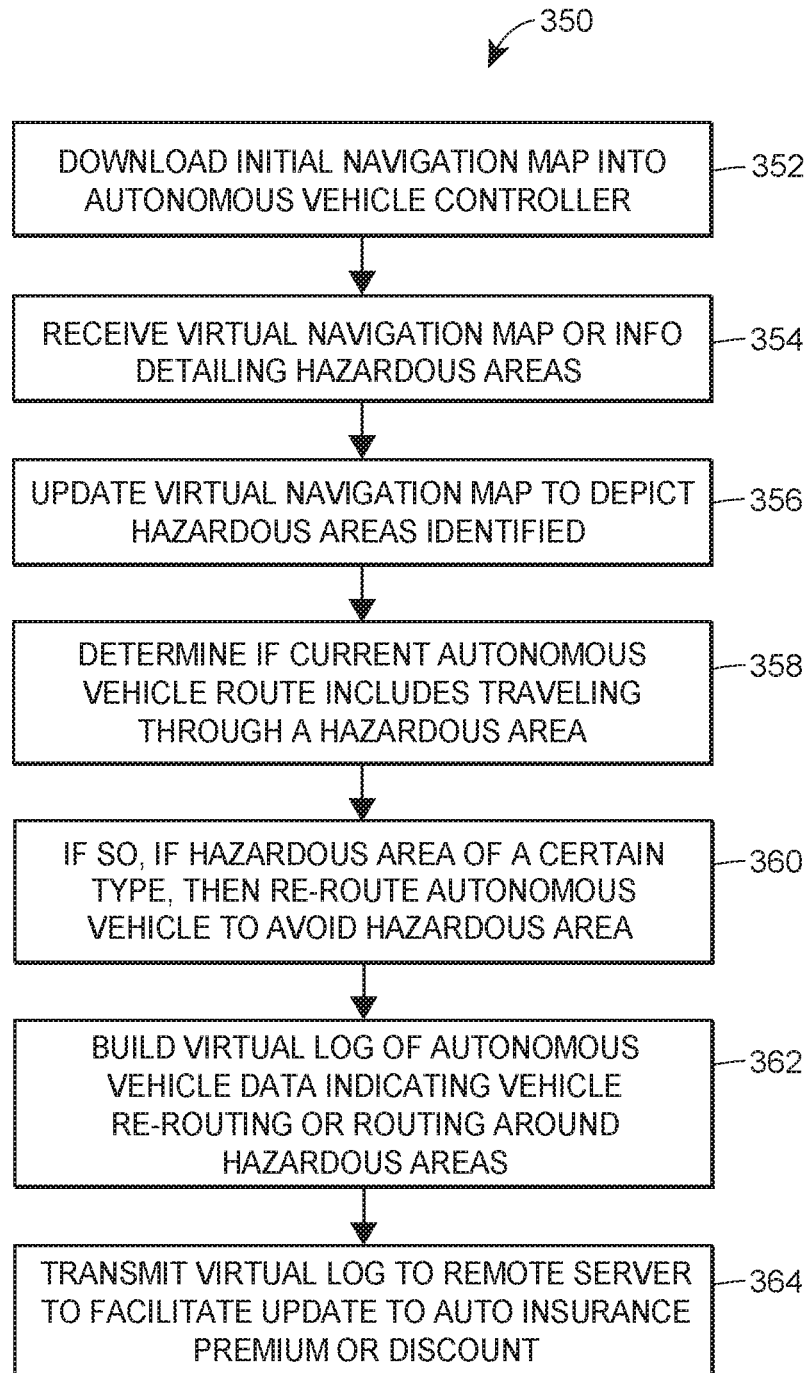 350
DOWNLOAD INITIAL NAVIGATION MAP INTO
AUTONOMOUS VEHICLE CONTROLLER
352
RECEIVE VIRTUAL NAVIGATION MAP OR INFO
DETAILING HAZARDOUS AREAS
354
UPDATE VIRTUAL NAVIGATION MAP TO DEPICT
HAZARDOUS AREAS IDENTIFIED
356
DETERMINE IF CURRENT AUTONOMOUS
VEHICLE ROUTE INCLUDES TRAVELING
THROUGH A HAZARDOUS AREA
358
IF SO, IF HAZARDOUS AREA OF A CERTAIN
TYPE, THEN RE-ROUTE AUTONOMOUS
VEHICLE TO AVOID HAZARDOUS AREA
360
BUILD VIRTUAL LOG OF AUTONOMOUS
VEHICLE DATA INDICATING VEHICLE
RE-ROUTING OR ROUTING AROUND
HAZARDOUS AREAS
362
TRANSMIT VIRTUAL LOG TO REMOTE SERVER
TO FACILITATE UPDATE TO AUTO INSURANCE
PREMIUM OR DISCOUNT
364